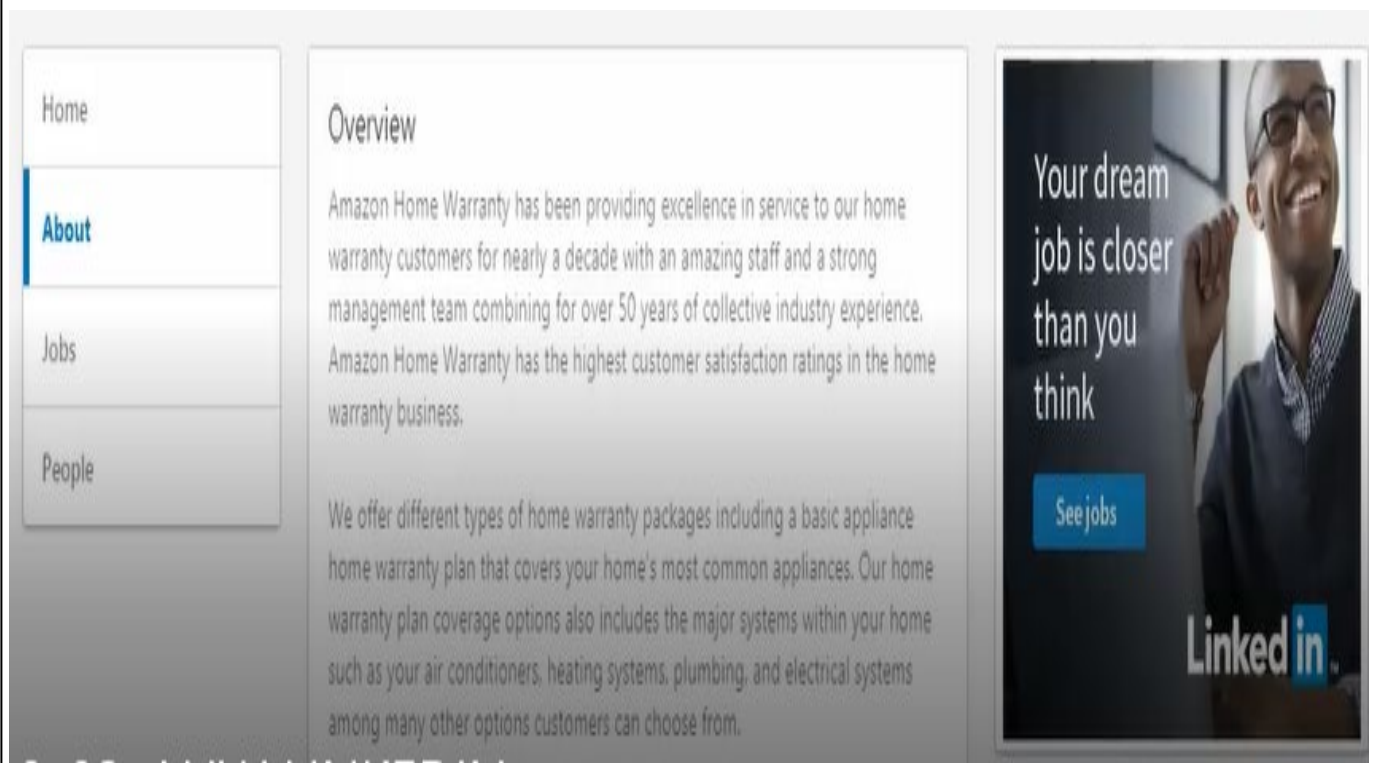 Home
About
Jobs
People
Overview
Amazon Home Warranty has been providing excellence in service to our home
warranty customers for nearly a decade with an amazing staff and a strong
management team combining for over 50 years of collective industry experience.
Amazon Home Warranty has the highest customer satisfaction ratings in the home
warranty business.
We offer different types of home warranty packages including a basic appliance
home warranty plan that covers your home's most common appliances. Our home
warranty plan coverage options also includes the major systems within your home
such as your air conditioners, heating systems, plumbing, and electrical systems
among many other options customers can choose from.
Your dream
job is closer
than you
think
See jobs
Linked in